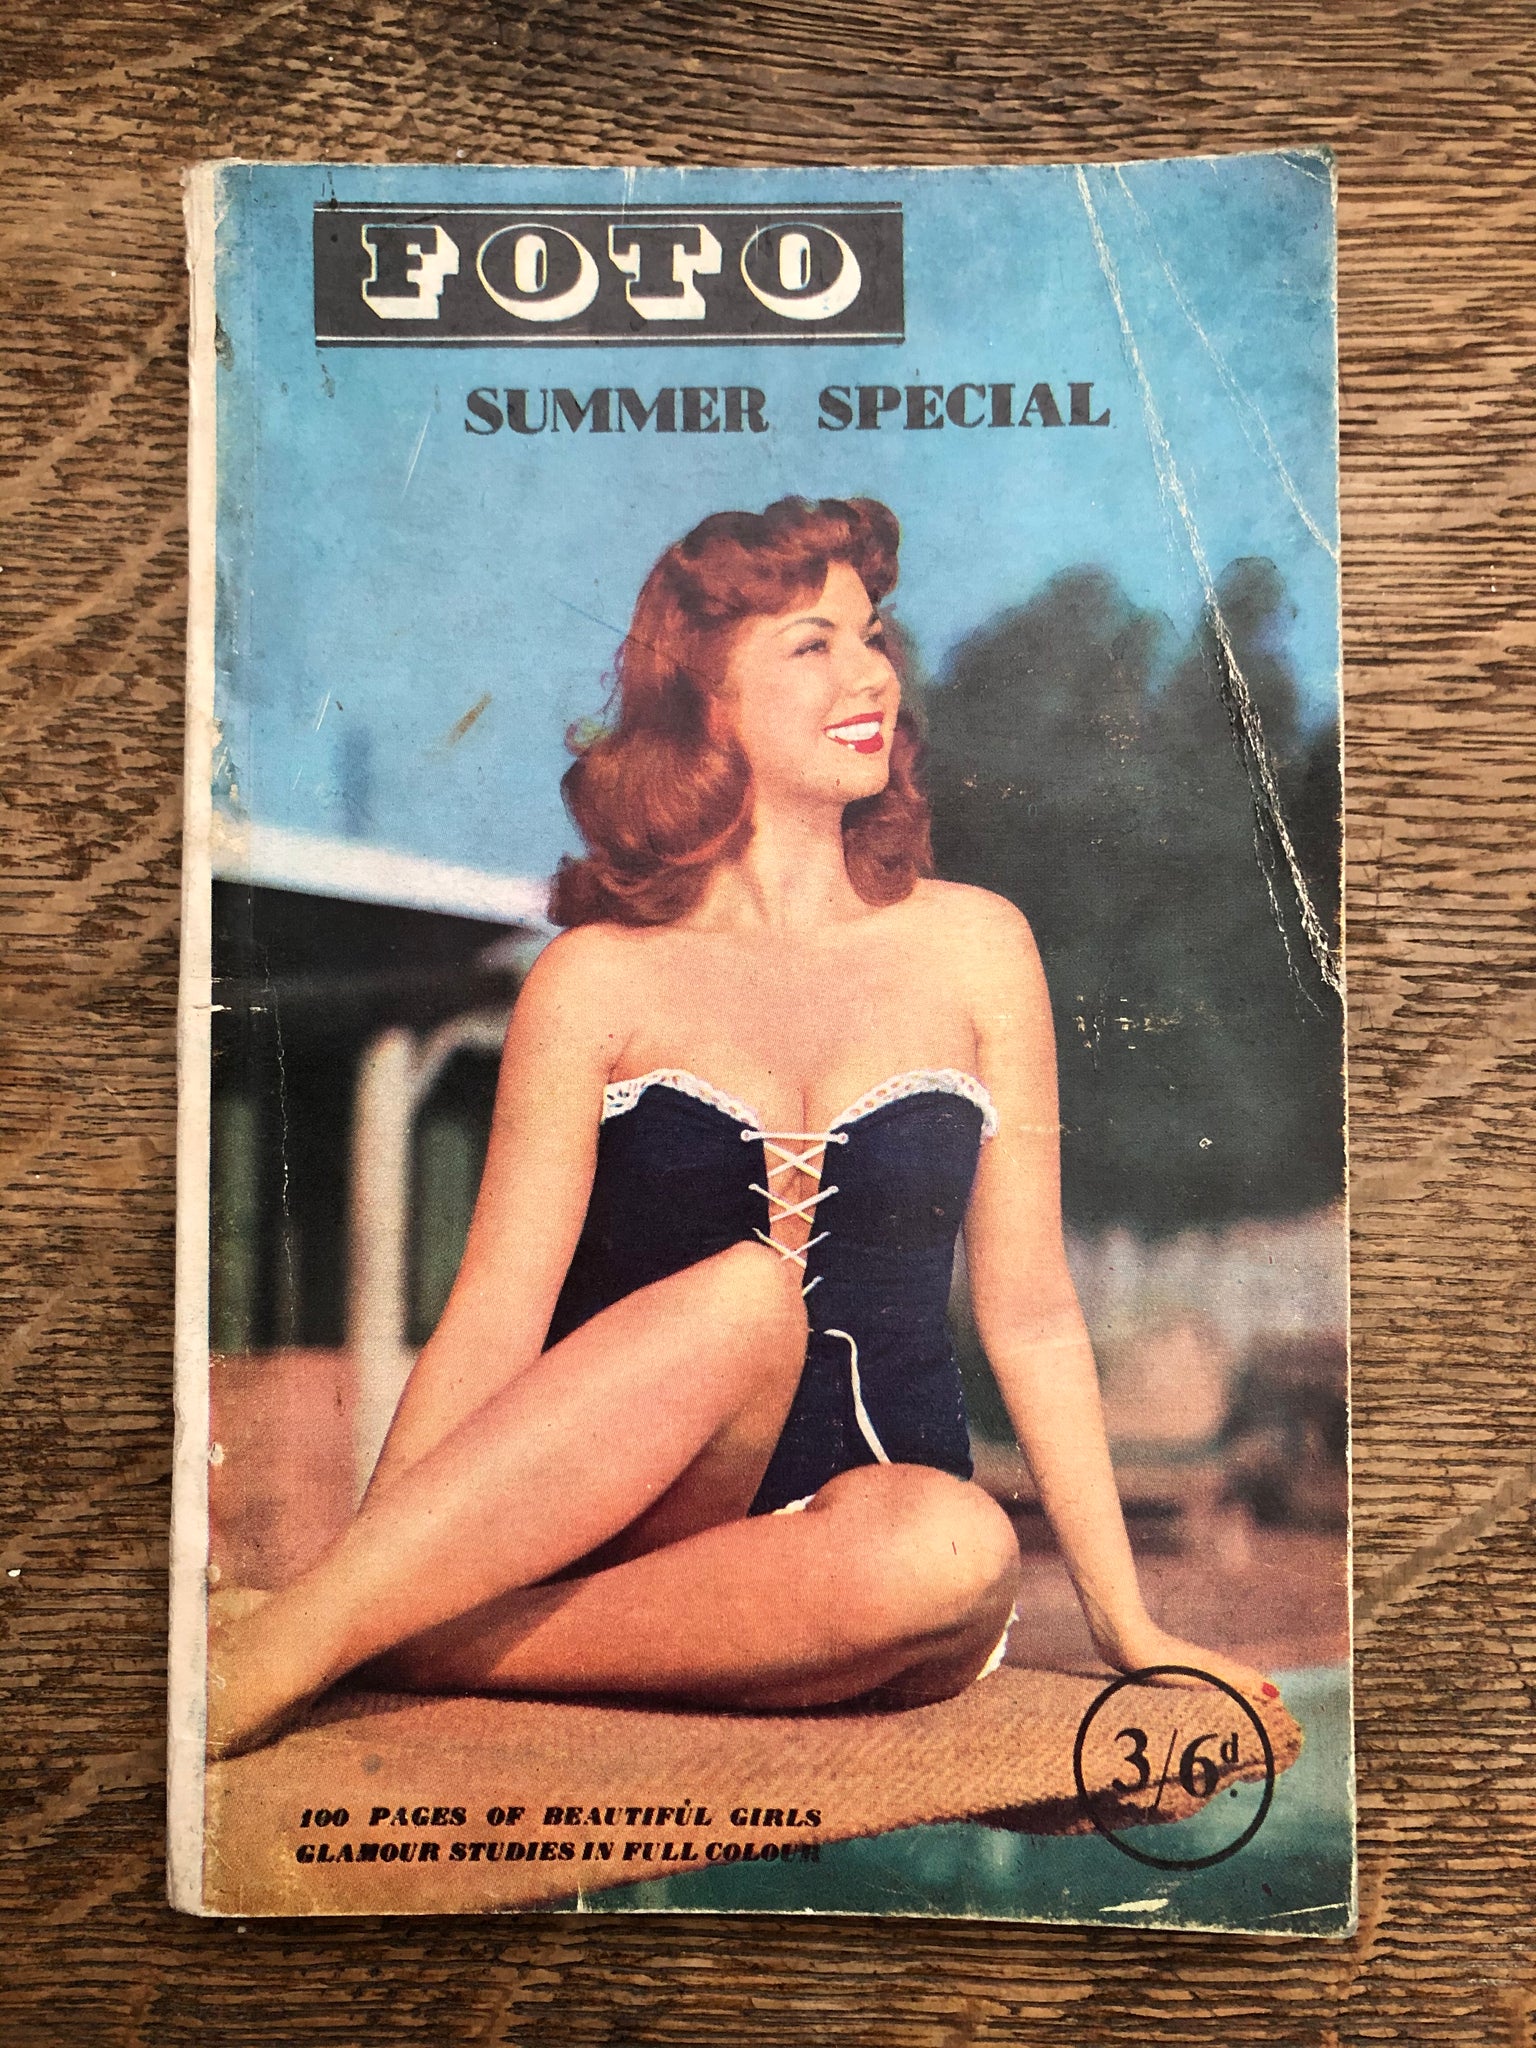 FOTO
SUMMER SPECIAL
3/6d.
100 PAGES OF BEAUTIFUL GIRLS
GLAMOUR STUDIES IN FULL COLOUR